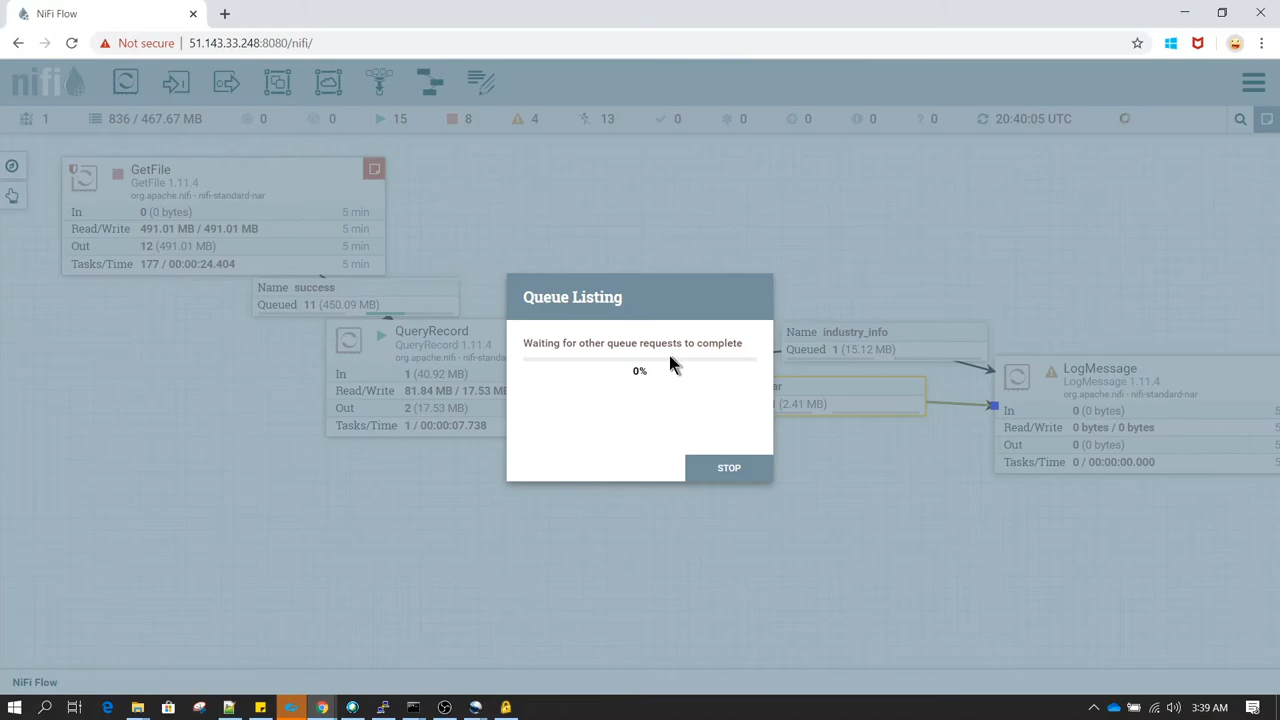 NiFi Flow
Not secure
51.143.33.248:8080/nifi/
nifi
1
836 / 467.67 MB
0
0
15
8
4
13
0
0
0
0
0
20:40:05 UTC
GetFile
GetFile 1.11.4
org.apache.nifi - nifi-standard-nar
In 0 (0 bytes) 5 min
Read/Write 491.01 MB / 491.01 MB 5 min
Out 12 (491.01 MB) 5 min
Tasks/Time 177 / 00:00:24.404 5 min
Name success
Queued 11 (450.09 MB)
QueryRecord
QueryRecord 1.11.4
org.apache.nifi - nifi-standa
In 1 (40.92 MB)
Read/Write 81.84 MB / 17.53 M
Out 2 (17.53 MB)
Tasks/Time 1 / 00:00:07.738
Queue Listing
Waiting for other queue requests to complete
0%
STOP
Name industry_info
Queued 1 (15.12 MB)
ar
(2.41 MB)
LogMessage
LogMessage 1.11.4
org.apache.nifi - nifi-standard-nar
In 0 (0 bytes) 5
Read/Write 0 bytes / 0 bytes 5
Out 0 (0 bytes) 5
Tasks/Time 0 / 00:00:00.000 5
NiFi Flow
3:39 AM